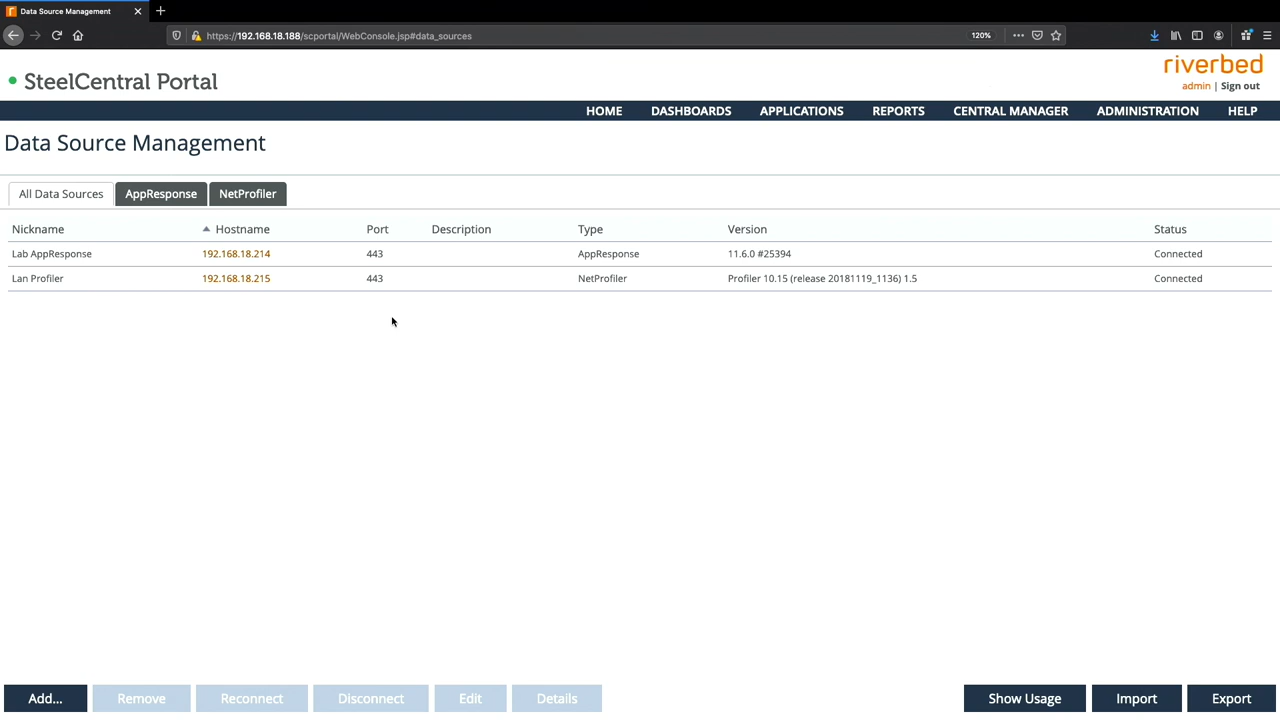 Data Source Management
https://192.168.18.188/scportal/WebConsole.jsp#data_sources 120%
riverbed
SteelCentral Portal
admin | Sign out
HOME DASHBOARDS APPLICATIONS REPORTS CENTRAL MANAGER ADMINISTRATION HELP
Data Source Management
All Data Sources AppResponse NetProfiler
Nickname Hostname Port Description Type Version Status
Lab AppResponse 192.168.18.214 443 AppResponse 11.6.0 #25394 Connected
Lan Profiler 192.168.18.215 443 NetProfiler Profiler 10.15 (release 20181119_1136) 1.5 Connected
Add... Remove Reconnect Disconnect Edit Details Show Usage Import Export